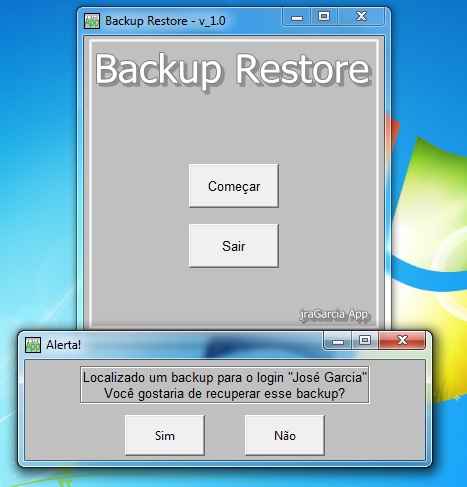 Backup Restore - v_1.0
Backup Restore
Começar
Sair
jraGarcia App
Alerta!
Localizado um backup para o login "José Garcia"
Você gostaria de recuperar esse backup?
Sim
Não